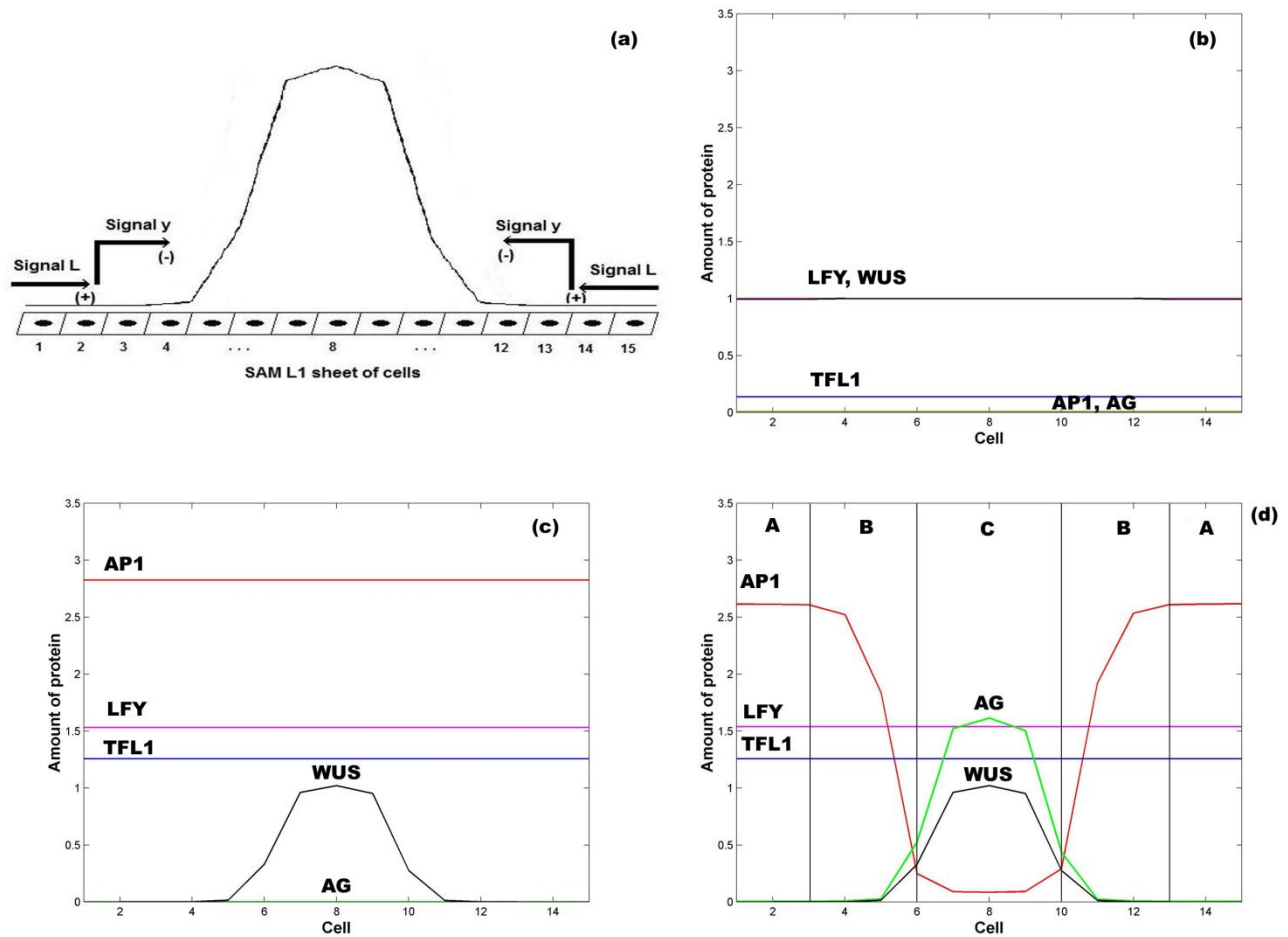 (a)
Signal y
Signal y
(-)
(-)
Signal L
Signal L
(+)
(+)
1 2 3 4 ... 8 ... 12 13 14 15
SAM L1 sheet of cells
(b)
3.5
3
2.5
2
1.5
1
0.5
0
Amount of protein
LFY, WUS
TFL1
AP1, AG
2 4 6 8 10 12 14
Cell
(c)
3.5
3
2.5
2
1.5
1
0.5
0
Amount of protein
AP1
LFY
TFL1
WUS
AG
2 4 6 8 10 12 14
Cell
(d)
A B C B A
3.5
3
2.5
2
1.5
1
0.5
0
Amount of protein
AP1
AG
LFY
TFL1
WUS
2 4 6 8 10 12 14
Cell